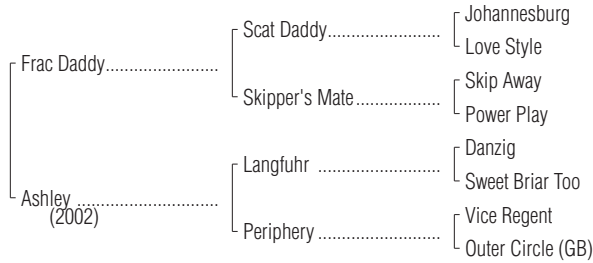 Johannesburg
Scat Daddy
Love Style
Frac Daddy
Skip Away
Skipper's Mate
Power Play
Danzig
Langfuhr
Sweet Briar Too
Ashley
(2002)
Vice Regent
Periphery
Outer Circle (GB)